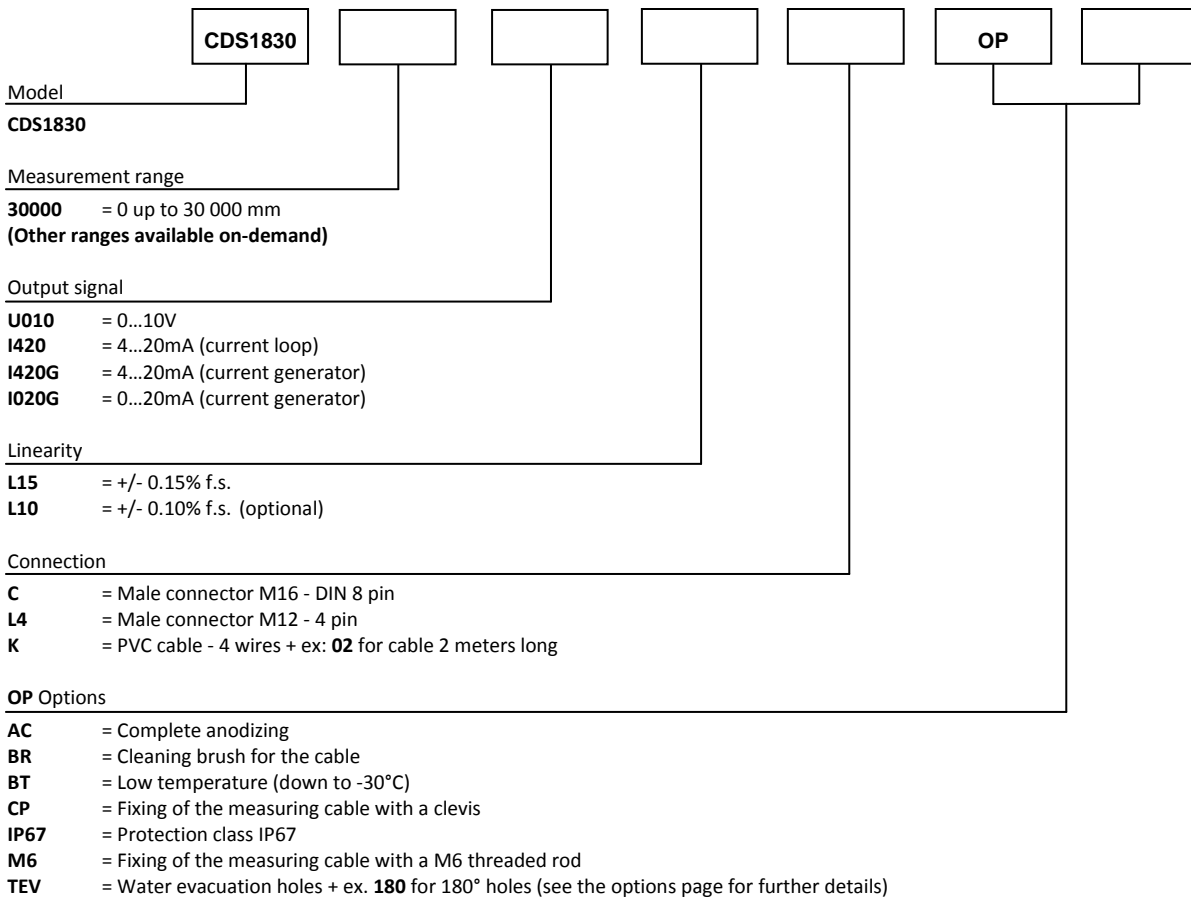 CDS1830 OP
Model
CDS1830
Measurement range
30000 = 0 up to 30 000 mm
(Other ranges available on-demand)
Output signal
U010 = 0...10V
I420 = 4...20mA (current loop)
I420G = 4...20mA (current generator)
I020G = 0...20mA (current generator)
Linearity
L15 = +/- 0.15% f.s.
L10 = +/- 0.10% f.s. (optional)
Connection
C = Male connector M16 - DIN 8 pin
L4 = Male connector M12 - 4 pin
K = PVC cable - 4 wires + ex: 02 for cable 2 meters long
OP Options
AC = Complete anodizing
BR = Cleaning brush for the cable
BT = Low temperature (down to -30°C)
CP = Fixing of the measuring cable with a clevis
IP67 = Protection class IP67
M6 = Fixing of the measuring cable with a M6 threaded rod
TEV = Water evacuation holes + ex. 180 for 180° holes (see the options page for further details)